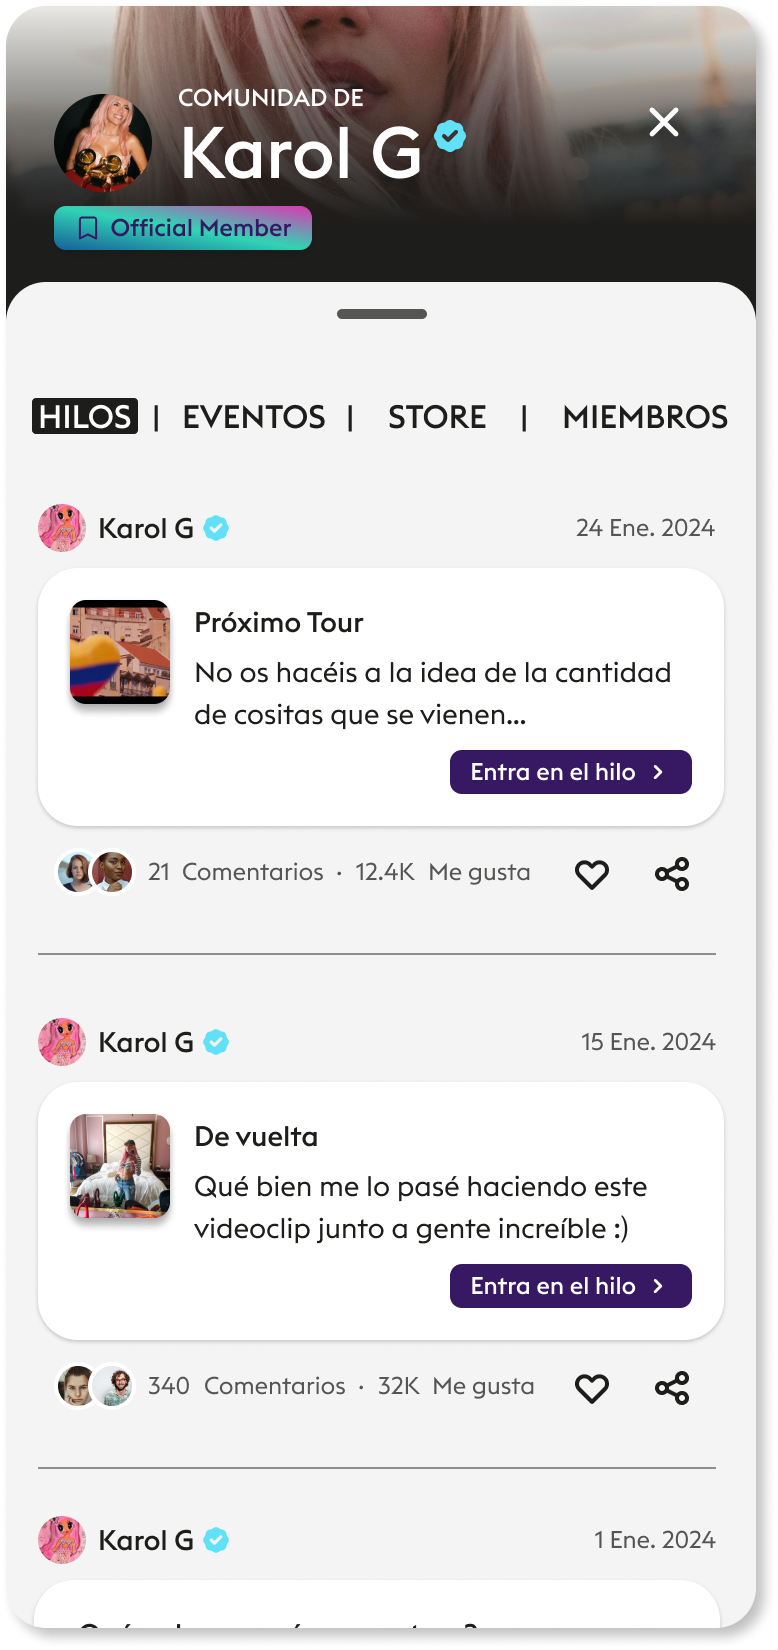 COMUNIDAD DE
Karol G
Official Member
HILOS | EVENTOS | STORE | MIEMBROS
Karol G 24 Ene. 2024
Próximo Tour
No os hacéis a la idea de la cantidad
de cositas que se vienen...
Entra en el hilo
21 Comentarios · 12.4K Me gusta
Karol G 15 Ene. 2024
De vuelta
Qué bien me lo pasé haciendo este
videoclip junto a gente increíble :)
Entra en el hilo
340 Comentarios · 32K Me gusta
Karol G 1 Ene. 2024